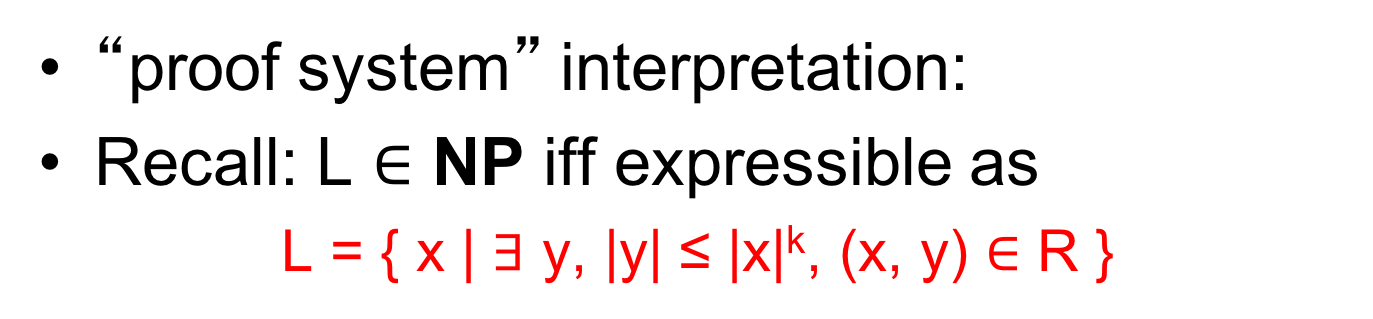 • “proof system” interpretation:
• Recall: L ∈ NP iff expressible as
L = { x | ∃ y, |y| ≤ |x|ᵏ, (x, y) ∈ R }